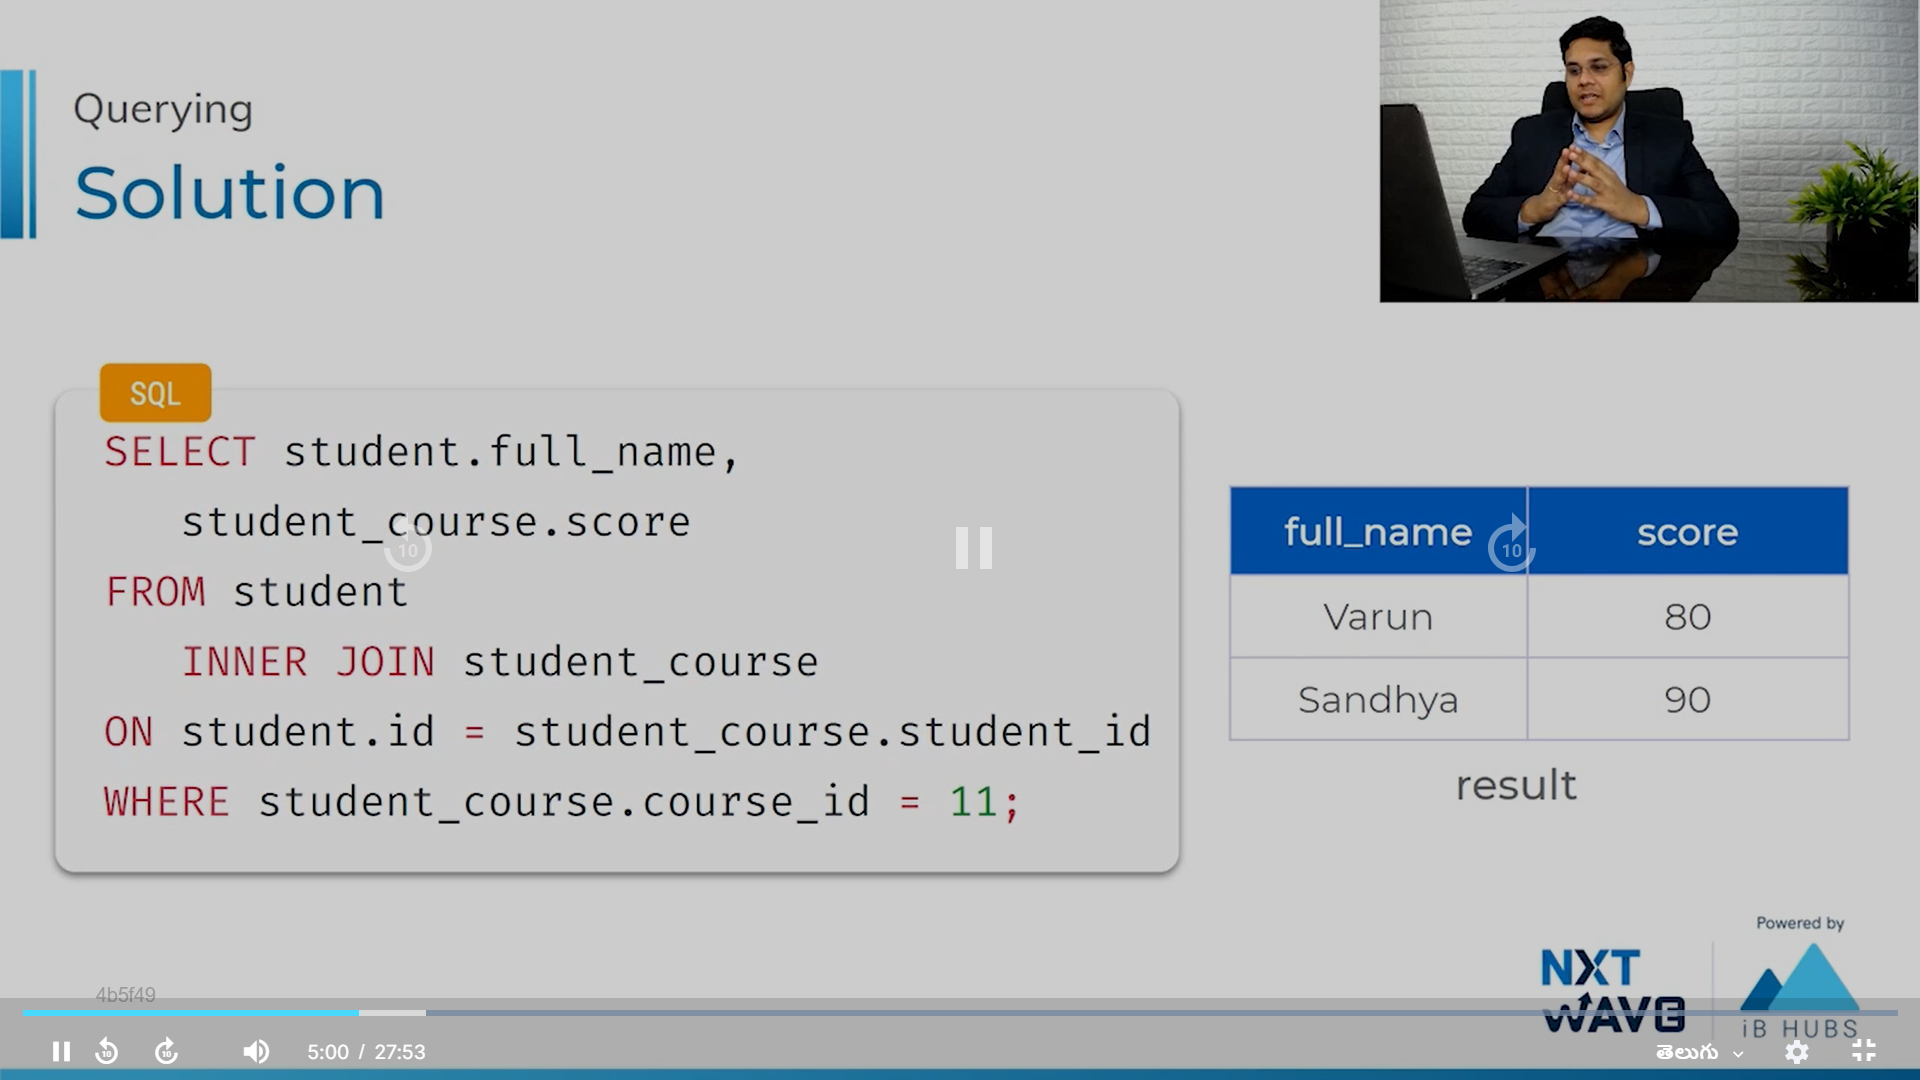 Querying
Solution
SQL
SELECT student.full_name,
student_course.score
FROM student
INNER JOIN student_course
ON student.id = student_course.student_id
WHERE student_course.course_id = 11;
full_name score
Varun 80
Sandhya 90
result
10
10
Powered by
NXT
WAVE
iB HUBS
4b5f49
10
10
5:00 / 27:53
తెలుగు